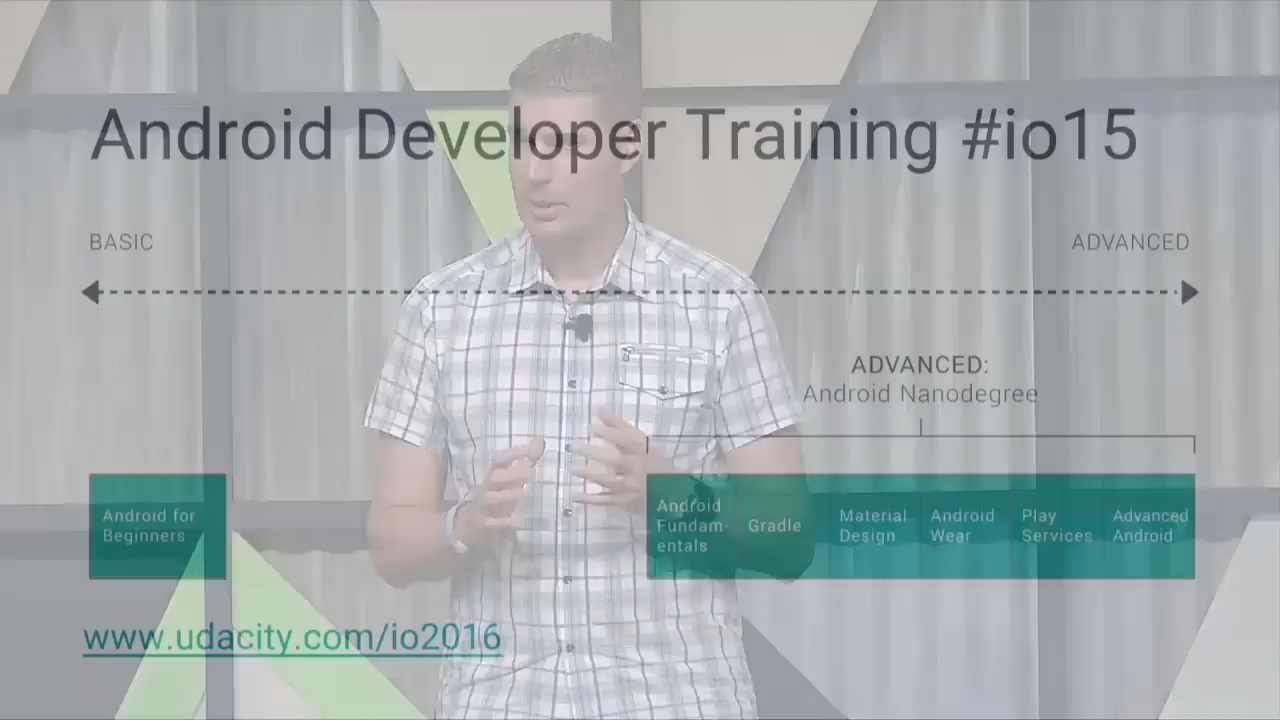 Android Developer Training #io15
BASIC
ADVANCED
ADVANCED:
Android Nanodegree
Android for
Beginners
Android
Fundam-
entals
Gradle
Material
Design
Android
Wear
Play
Services
Advanced
Android
www.udacity.com/io2016